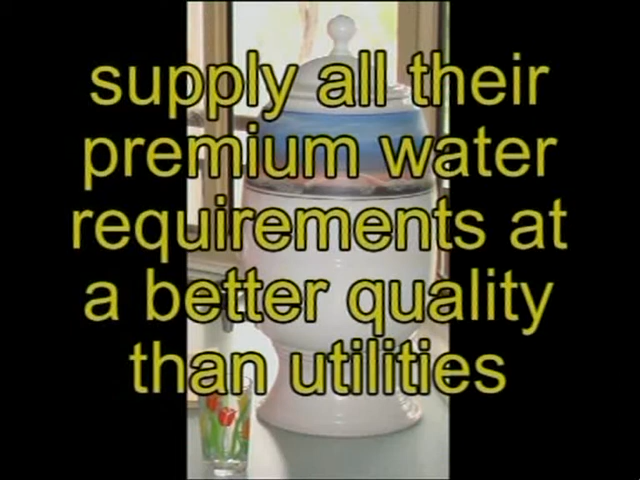 supply all their
premium water
requirements at
a better quality
than utilities